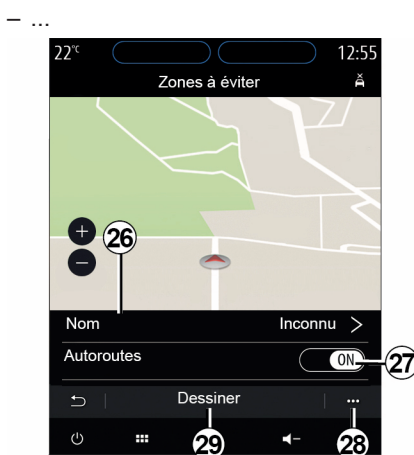 – ...
22°C 12:55
Zones à éviter
+
26
−
Nom Inconnu >
Autoroutes ON 27
Dessiner ...
29 28